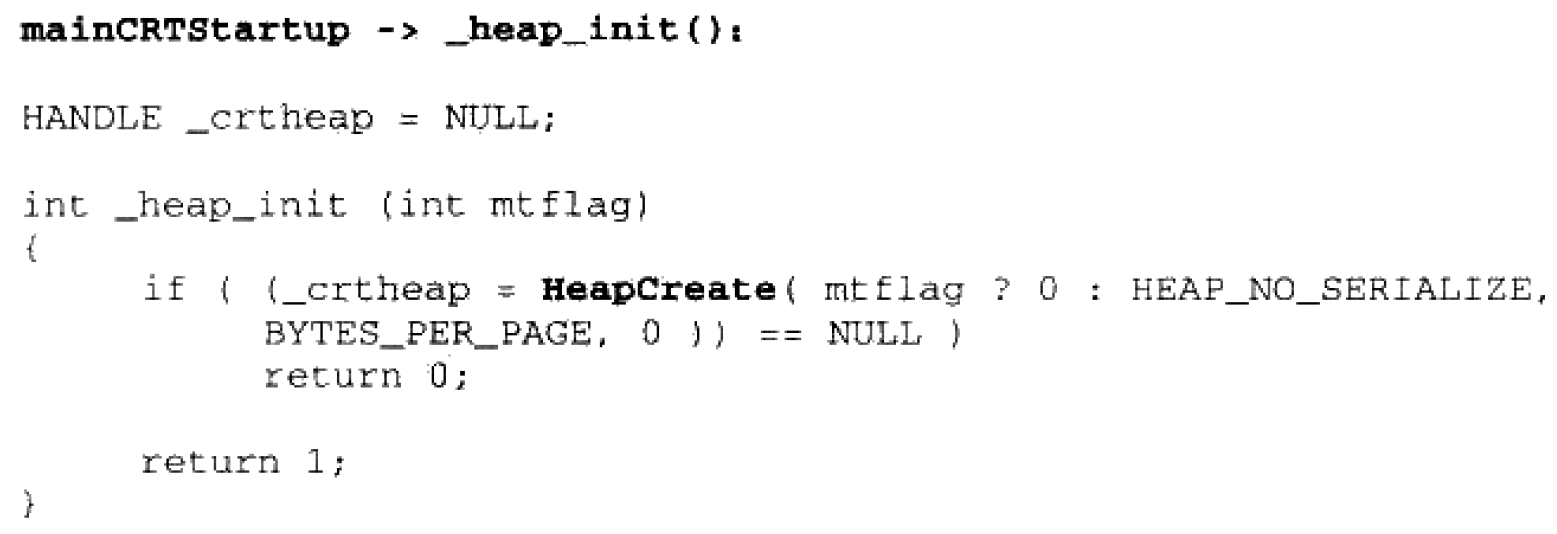 mainCRTStartup -> _heap_init():
HANDLE _crtheap = NULL;
int _heap_init (int mtflag)
{
if ( (_crtheap = HeapCreate( mtflag ? 0 : HEAP_NO_SERIALIZE,
BYTES_PER_PAGE, 0 )) == NULL )
return 0;
return 1;
}